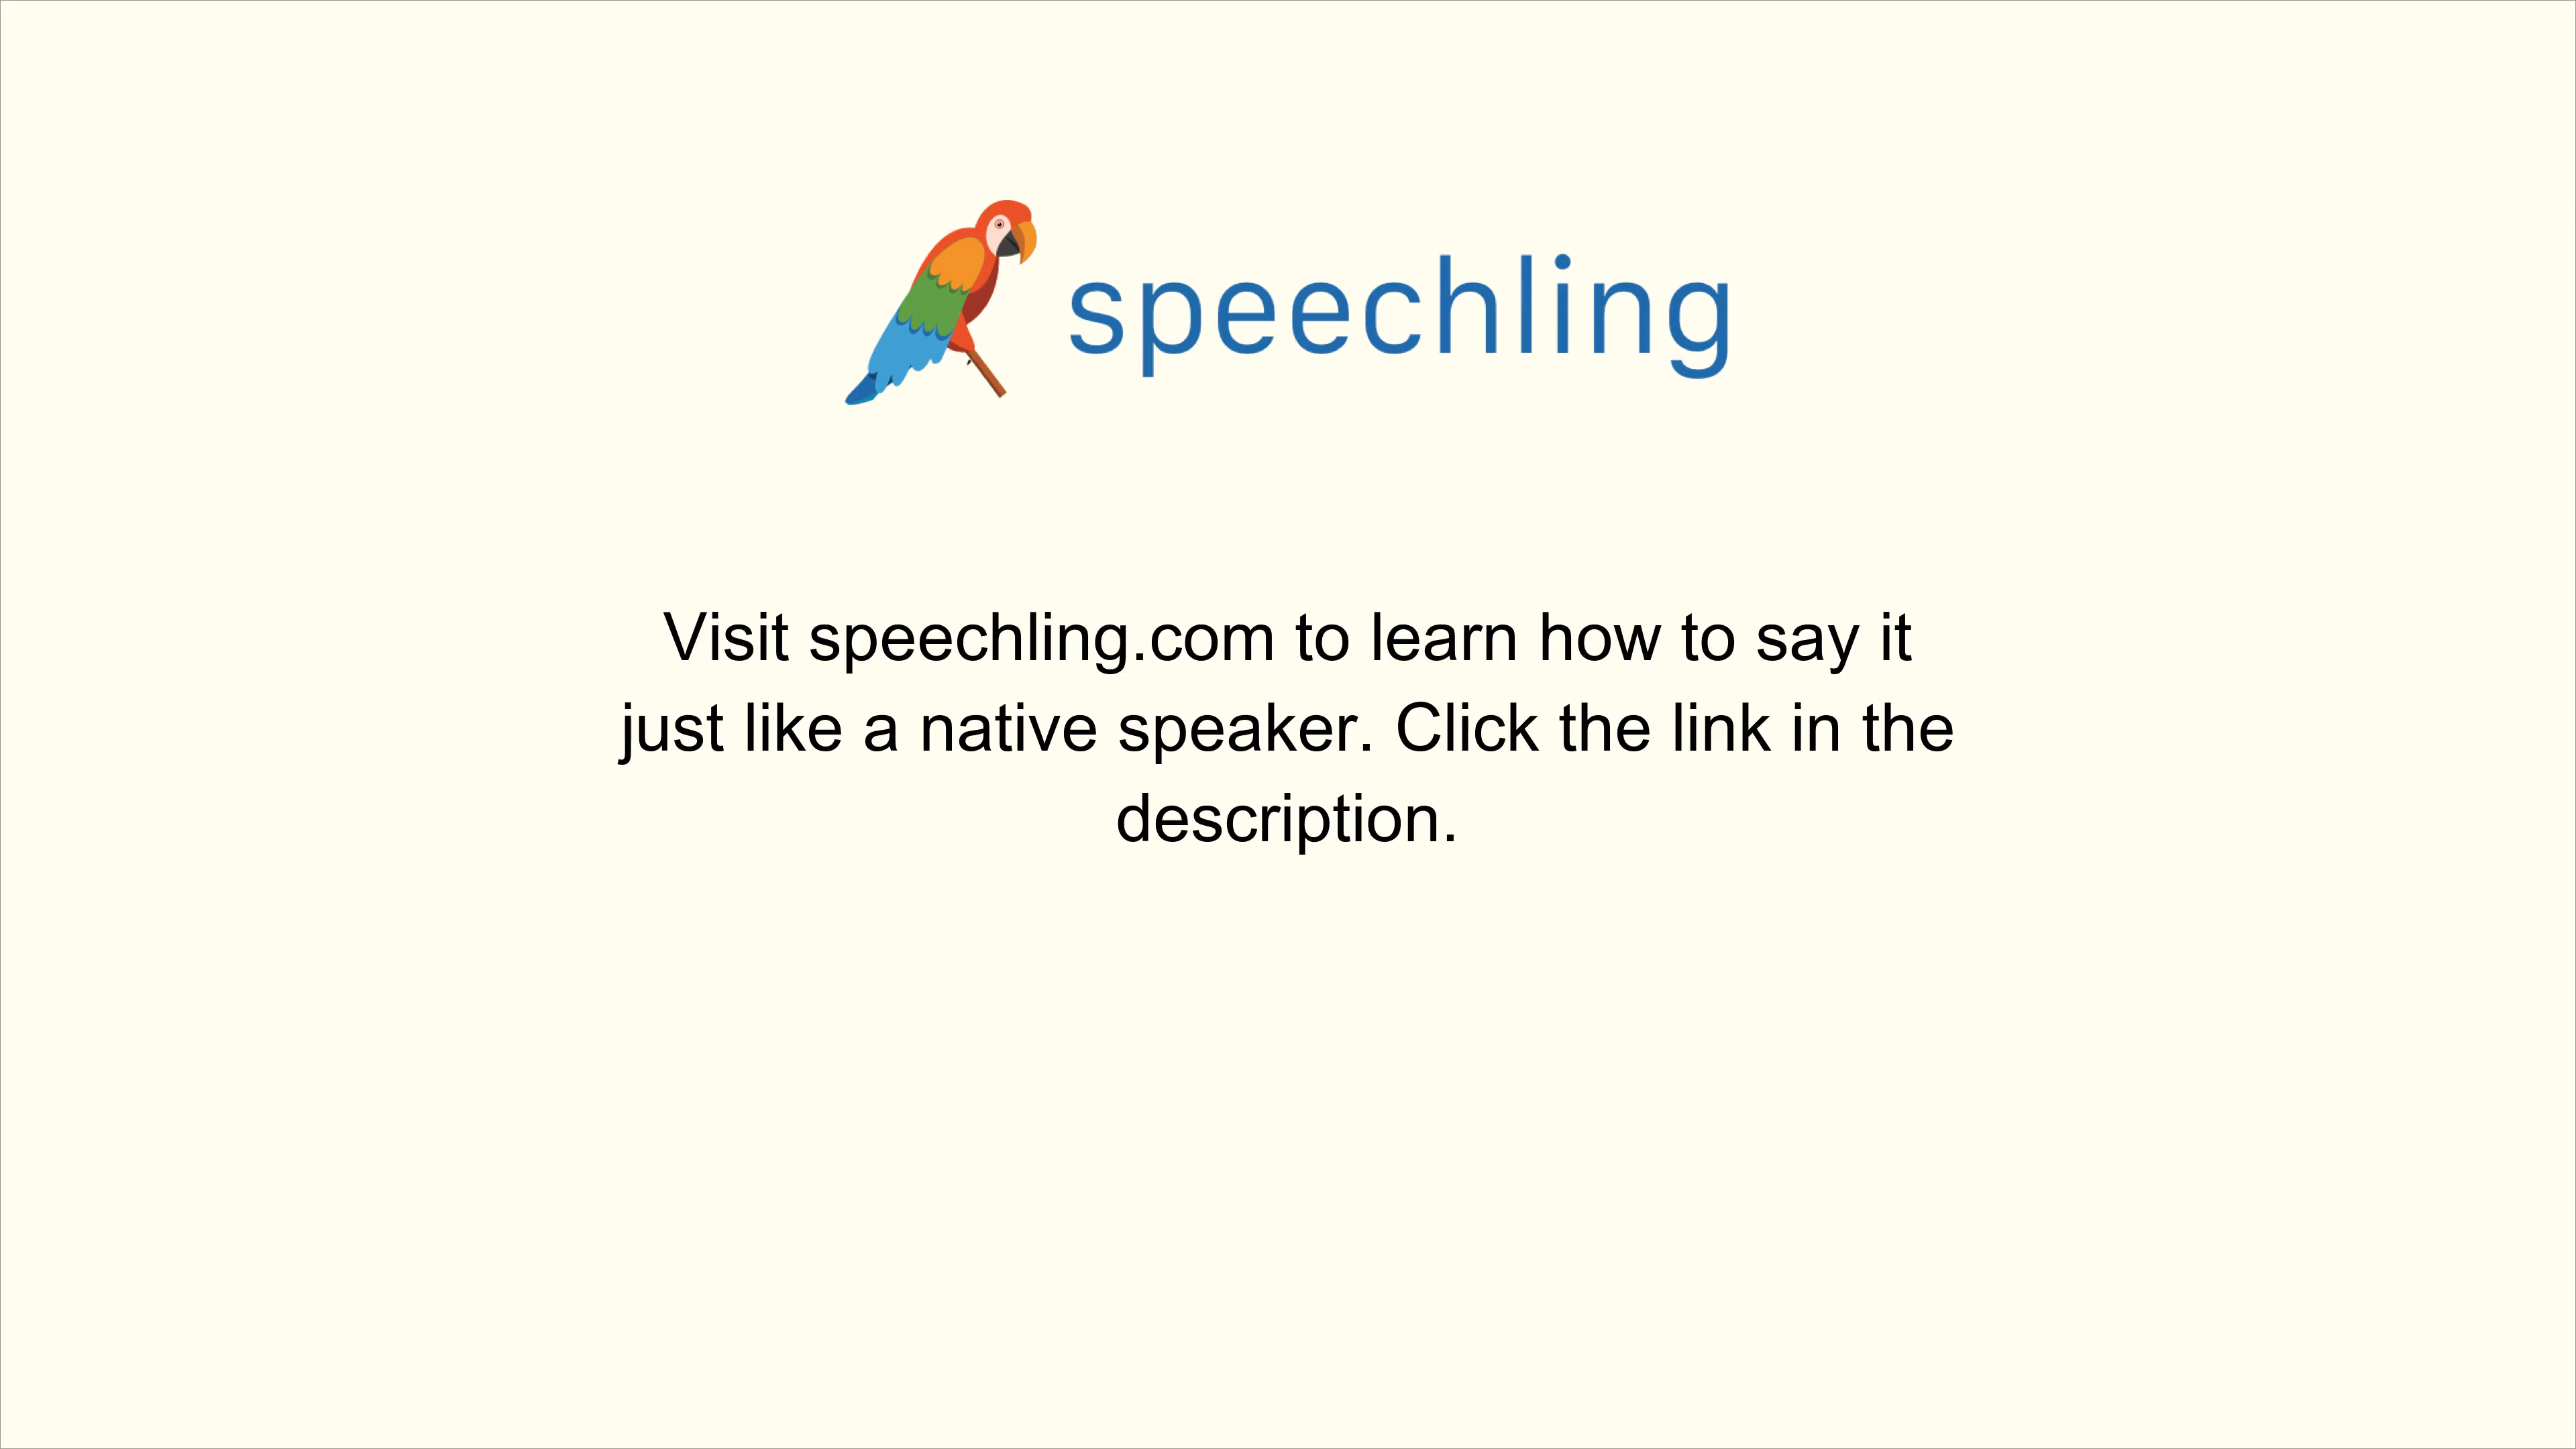 speechling
Visit speechling.com to learn how to say it
just like a native speaker. Click the link in the
description.